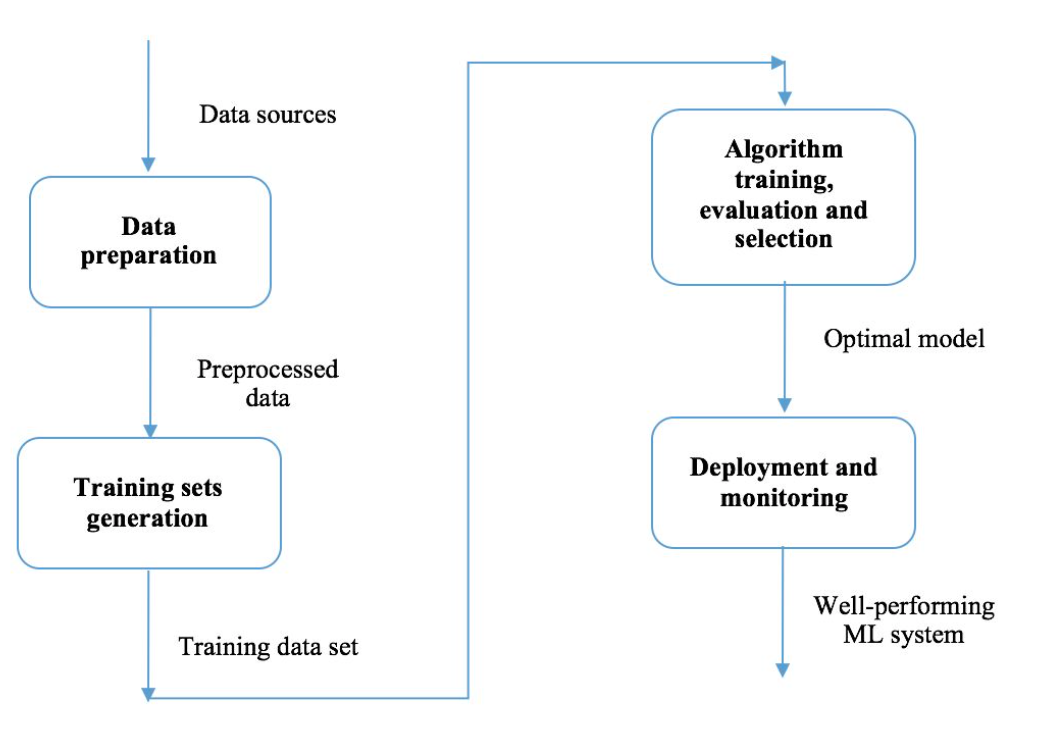 Data sources
Data
preparation
Preprocessed
data
Training sets
generation
Training data set
Algorithm
training,
evaluation and
selection
Optimal model
Deployment and
monitoring
Well-performing
ML system